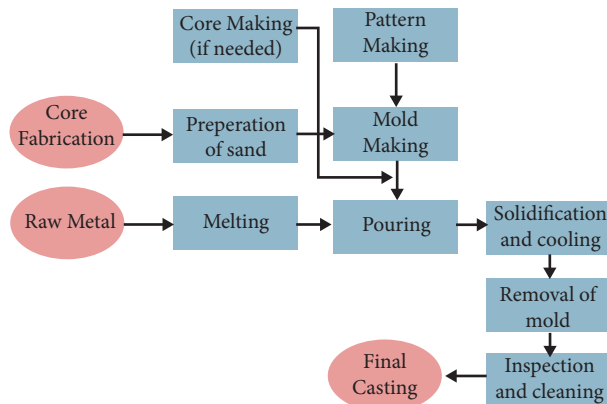 Core Making
(if needed)
Pattern
Making
Core
Fabrication
Preperation
of sand
Mold
Making
Raw Metal
Melting
Pouring
Solidification
and cooling
Removal of
mold
Final
Casting
Inspection
and cleaning